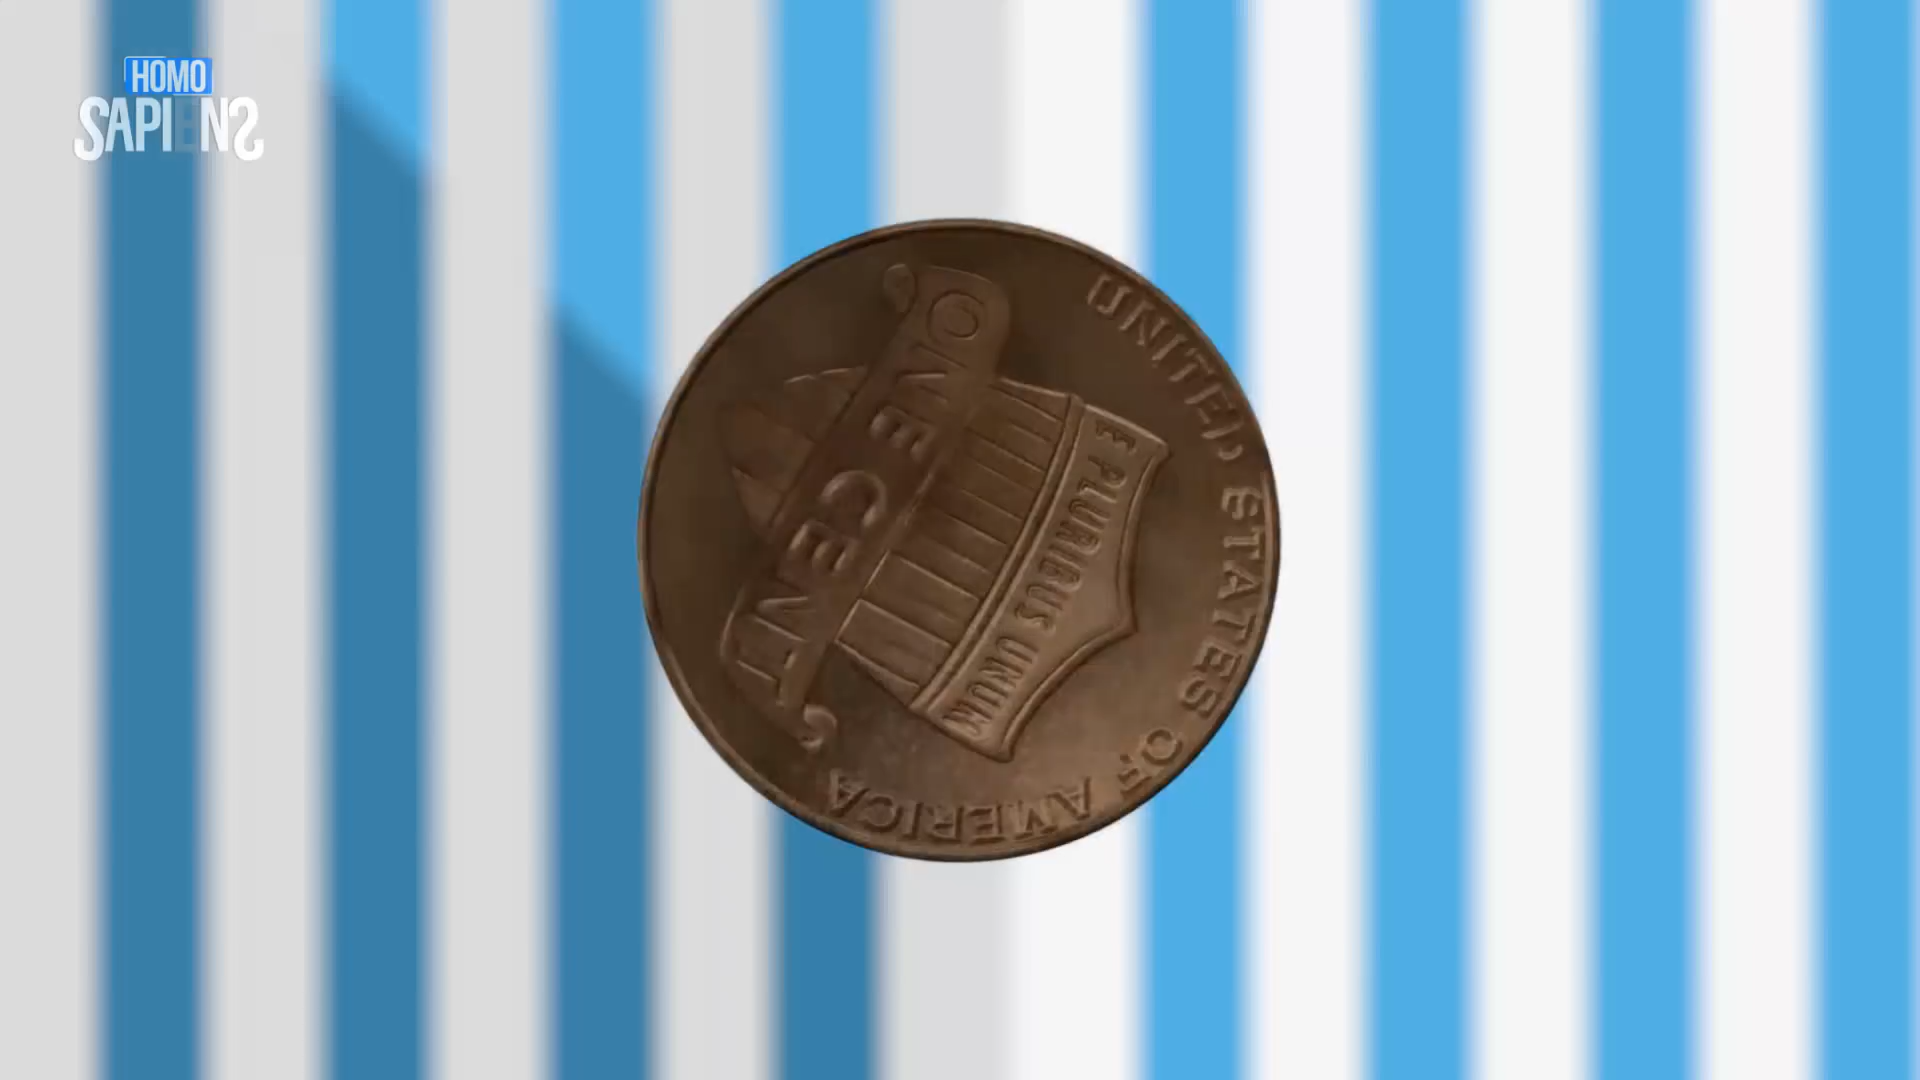 HOMO
SAPIENS
UNITED STATES OF AMERICA
ONE CENT
E PLURIBUS UNUM